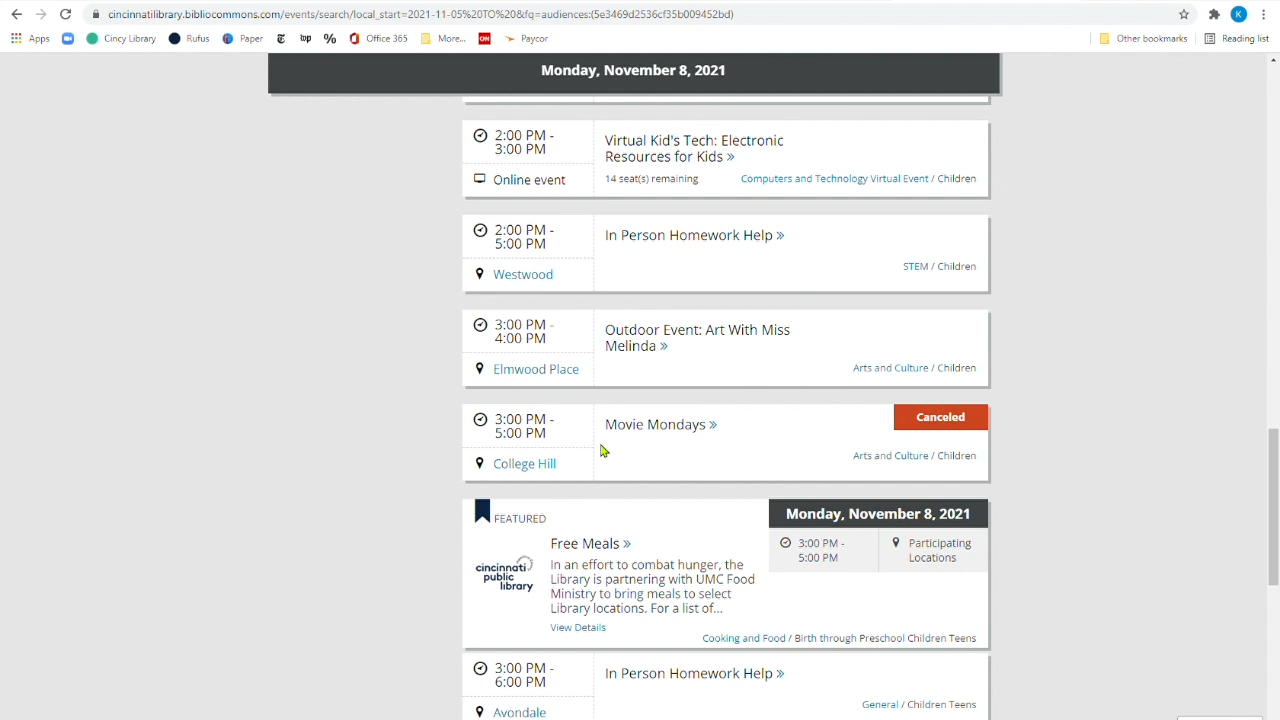 cincinnatilibrary.bibliocommons.com/events/search/local_start=2021-11-05%20TO%20&fq=audiences:(5e3469d2536cf35b009452bd)
K
Apps Cincy Library Rufus Paper top % Office 365 More... CNN Paycor Other bookmarks Reading list
Monday, November 8, 2021
2:00 PM -
3:00 PM
Online event
Virtual Kid's Tech: Electronic
Resources for Kids »
14 seat(s) remaining Computers and Technology Virtual Event / Children
2:00 PM -
5:00 PM
Westwood
In Person Homework Help »
STEM / Children
3:00 PM -
4:00 PM
Elmwood Place
Outdoor Event: Art With Miss
Melinda »
Arts and Culture / Children
3:00 PM -
5:00 PM
College Hill
Movie Mondays »
Canceled
Arts and Culture / Children
FEATURED
cincinnati
public
library
Free Meals »
In an effort to combat hunger, the
Library is partnering with UMC Food
Ministry to bring meals to select
Library locations. For a list of...
View Details
Monday, November 8, 2021
3:00 PM -
5:00 PM
Participating
Locations
Cooking and Food / Birth through Preschool Children Teens
3:00 PM -
6:00 PM
Avondale
In Person Homework Help »
General / Children Teens